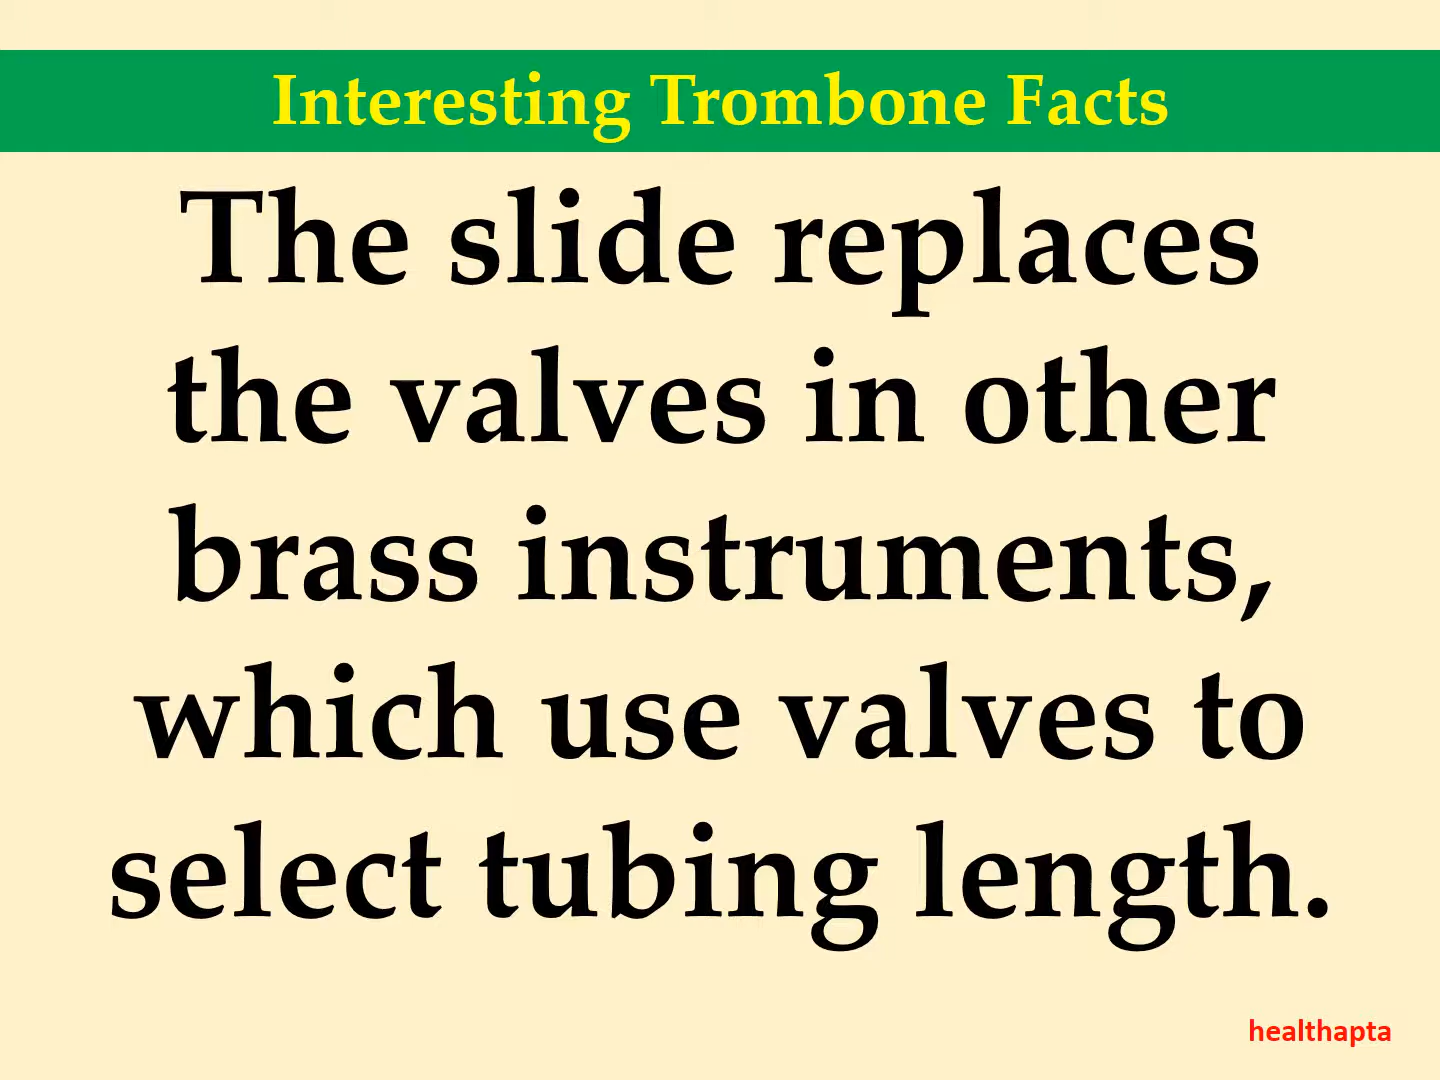 Interesting Trombone Facts
The slide replaces
the valves in other
brass instruments,
which use valves to
select tubing length.
healthapta